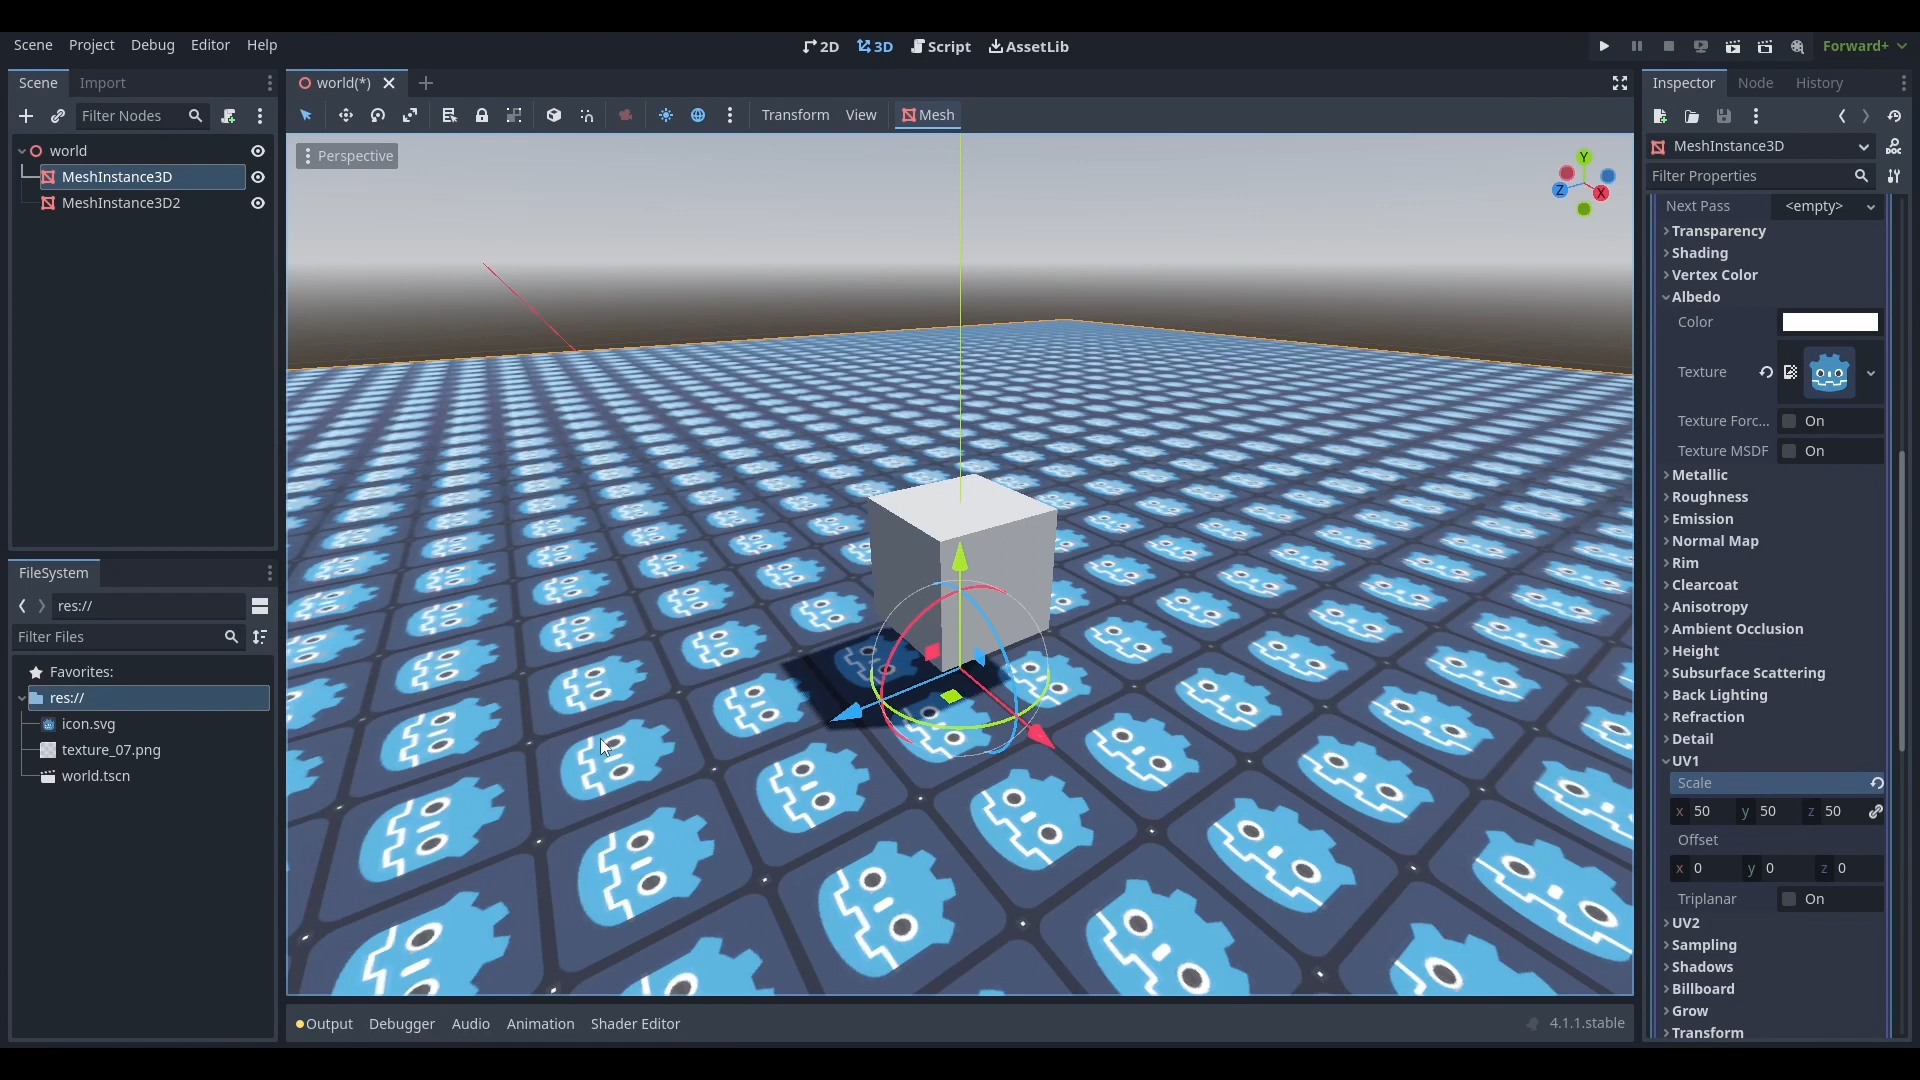 Scene Project Debug Editor Help
2D 3D Script AssetLib
Forward+
Scene Import
world(*)
Inspector Node History
Filter Nodes
Transform View Mesh
world
MeshInstance3D
MeshInstance3D2
Perspective
Y
Z
X
MeshInstance3D
Filter Properties
Next Pass <empty>
Transparency
Shading
Vertex Color
Albedo
Color
Texture
Texture Forc... On
Texture MSDF On
Metallic
Roughness
Emission
Normal Map
Rim
Clearcoat
Anisotropy
Ambient Occlusion
Height
Subsurface Scattering
Back Lighting
Refraction
Detail
UV1
Scale
x 50 y 50 z 50
Offset
x 0 y 0 z 0
Triplanar On
UV2
Sampling
Shadows
Billboard
Grow
Transform
FileSystem
res://
Filter Files
Favorites:
res://
icon.svg
texture_07.png
world.tscn
Output Debugger Audio Animation Shader Editor
4.1.1.stable